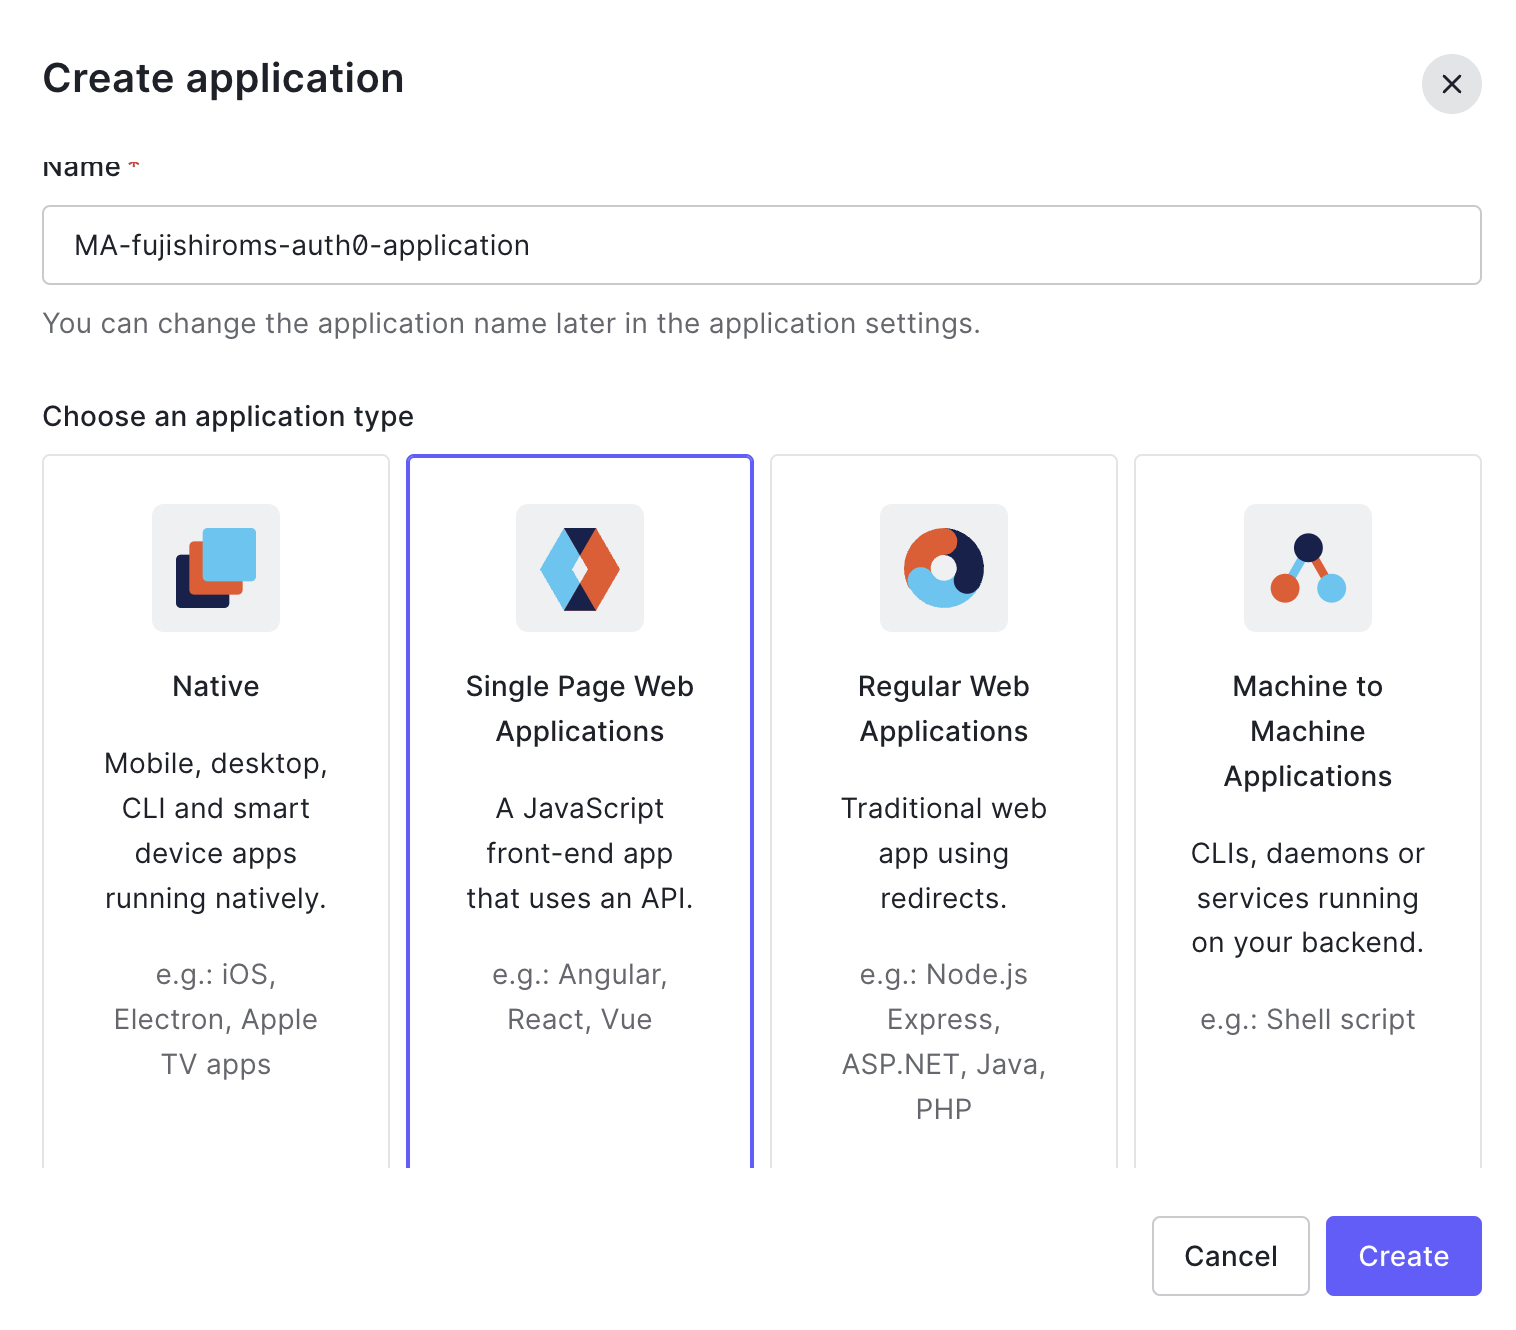 Create application
Name *
MA-fujishiroms-auth0-application
You can change the application name later in the application settings.
Choose an application type
Native
Mobile, desktop,
CLI and smart
device apps
running natively.
e.g.: iOS,
Electron, Apple
TV apps
Single Page Web
Applications
A JavaScript
front-end app
that uses an API.
e.g.: Angular,
React, Vue
Regular Web
Applications
Traditional web
app using
redirects.
e.g.: Node.js
Express,
ASP.NET, Java,
PHP
Machine to
Machine
Applications
CLIs, daemons or
services running
on your backend.
e.g.: Shell script
Cancel
Create